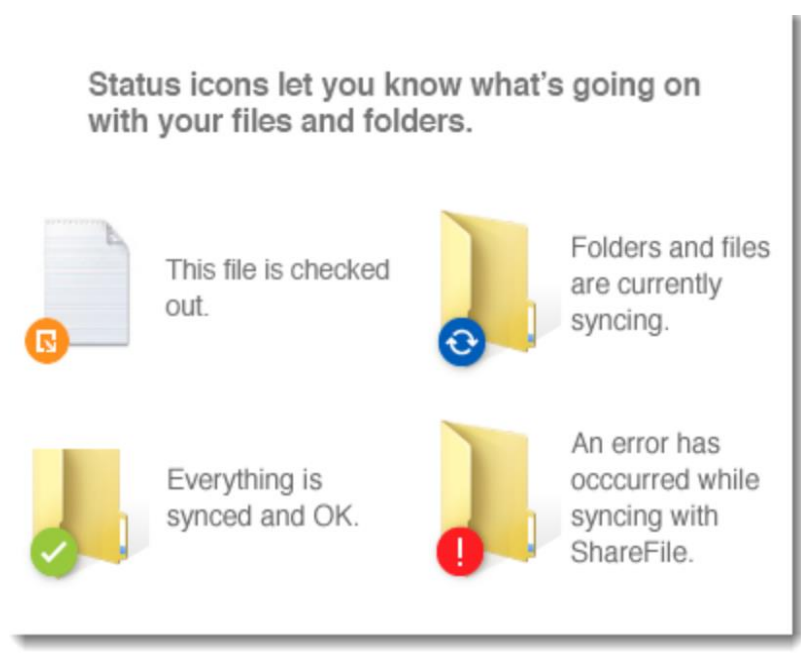 Status icons let you know what's going on
with your files and folders.
This file is checked
out.
Folders and files
are currently
syncing.
Everything is
synced and OK.
An error has
occcurred while
syncing with
ShareFile.